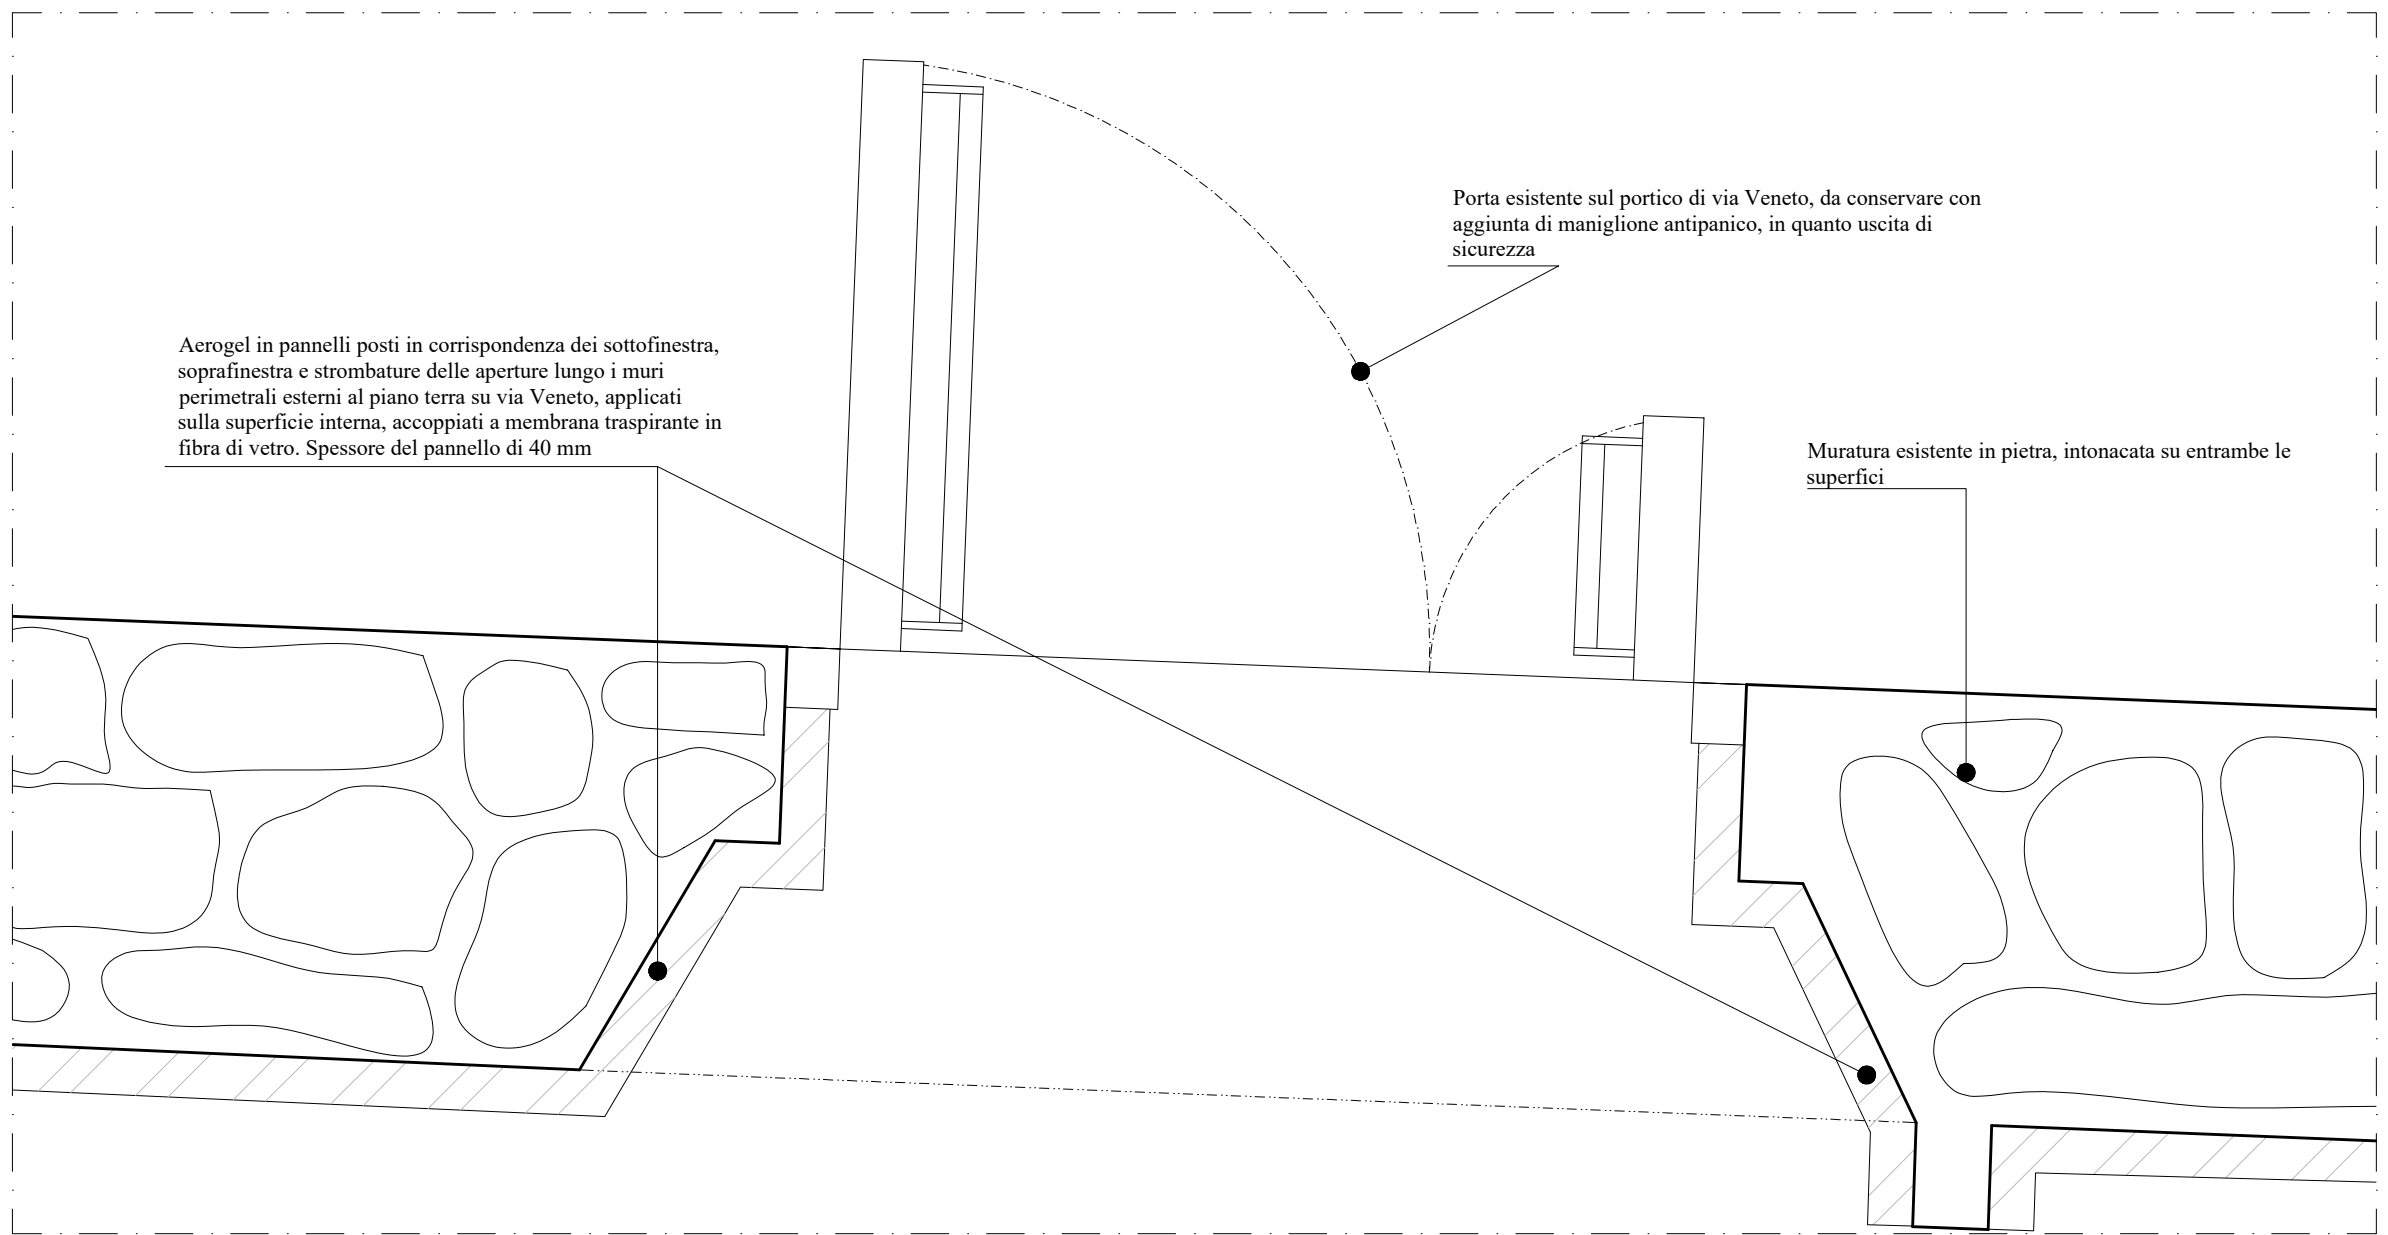 Porta esistente sul portico di via Veneto, da conservare con
aggiunta di maniglione antipanico, in quanto uscita di
sicurezza
Aerogel in pannelli posti in corrispondenza dei sottofinestra,
soprafinestra e strombature delle aperture lungo i muri
perimetrali esterni al piano terra su via Veneto, applicati
sulla superficie interna, accoppiati a membrana traspirante in
fibra di vetro. Spessore del pannello di 40 mm
Muratura esistente in pietra, intonacata su entrambe le
superfici